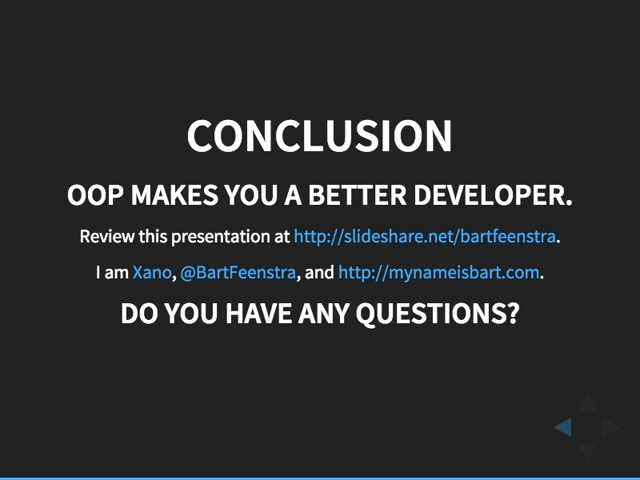 CONCLUSION
OOP MAKES YOU A BETTER DEVELOPER.
Review this presentation at http://slideshare.net/bartfeenstra.
I am Xano, @BartFeenstra, and http://mynameisbart.com.
DO YOU HAVE ANY QUESTIONS?